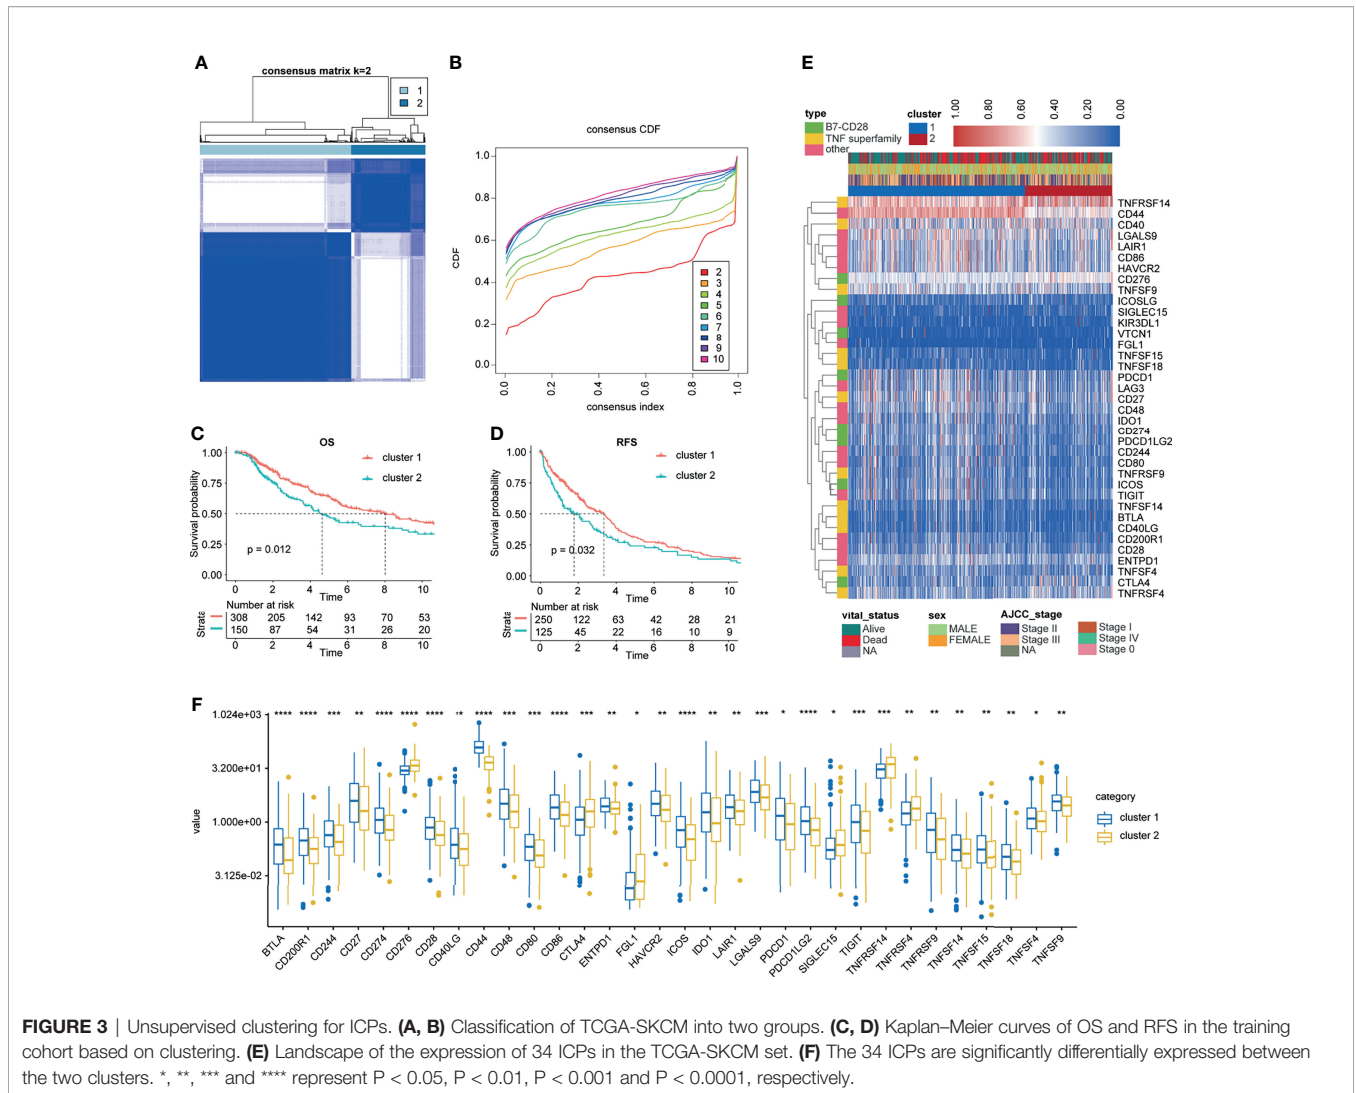 A
consensus matrix k=2
1
2
B
consensus CDF
1.0
0.8
0.6
0.4
0.2
0.0
CDF
0.0
0.2
0.4
0.6
0.8
1.0
consensus index
2
3
4
5
6
7
8
9
10
E
type
B7-CD28
TNF superfamily
other
cluster
1
2
1.00
0.80
0.60
0.40
0.20
0.00
TNFRSF14
CD44
CD40
LGALS9
LAIR1
CD86
HAVCR2
CD276
TNFSF9
ICOSLG
SIGLEC15
KIR3DL1
VTCN1
FGL1
TNFSF15
TNFSF18
PDCD1
LAG3
CD27
CD48
IDO1
CD274
PDCD1LG2
CD244
CD80
TNFRSF9
ICOS
TIGIT
TNFSF14
BTLA
CD40LG
CD200R1
CD28
ENTPD1
TNFSF4
CTLA4
TNFRSF4
vital_status
Alive
Dead
NA
sex
MALE
FEMALE
AJCC_stage
Stage II
Stage III
NA
Stage I
Stage IV
Stage 0
C
OS
cluster 1
cluster 2
1.00
0.75
0.50
0.25
0.00
Survival probability
p = 0.012
0 2 4 6 8 10
Time
Number at risk
Strata
308 205 142 93 70 53
150 87 54 31 26 20
0 2 4 6 8 10
Time
D
RFS
cluster 1
cluster 2
1.00
0.75
0.50
0.25
0.00
Survival probability
p = 0.032
0 2 4 6 8 10
Time
Number at risk
Strata
250 122 63 42 28 21
125 45 22 16 10 9
0 2 4 6 8 10
Time
F
1.024e+03
3.200e+01
1.000e+00
3.125e-02
value
**** **** *** ** **** **** **** ** **** *** *** **** *** ** * ** **** ** ** *** * **** * *** *** ** ** ** ** ** * **
BTLA
CD200R1
CD244
CD27
CD274
CD276
CD28
CD40LG
CD44
CD48
CD80
CD86
CTLA4
ENTPD1
FGL1
HAVCR2
ICOS
IDO1
LAIR1
LGALS9
PDCD1
PDCD1LG2
SIGLEC15
TIGIT
TNFRSF14
TNFRSF4
TNFRSF9
TNFSF14
TNFSF15
TNFSF18
TNFSF4
TNFSF9
category
cluster 1
cluster 2
FIGURE 3 | Unsupervised clustering for ICPs. (A, B) Classification of TCGA-SKCM into two groups. (C, D) Kaplan–Meier curves of OS and RFS in the training
cohort based on clustering. (E) Landscape of the expression of 34 ICPs in the TCGA-SKCM set. (F) The 34 ICPs are significantly differentially expressed between
the two clusters. *, **, *** and **** represent P < 0.05, P < 0.01, P < 0.001 and P < 0.0001, respectively.